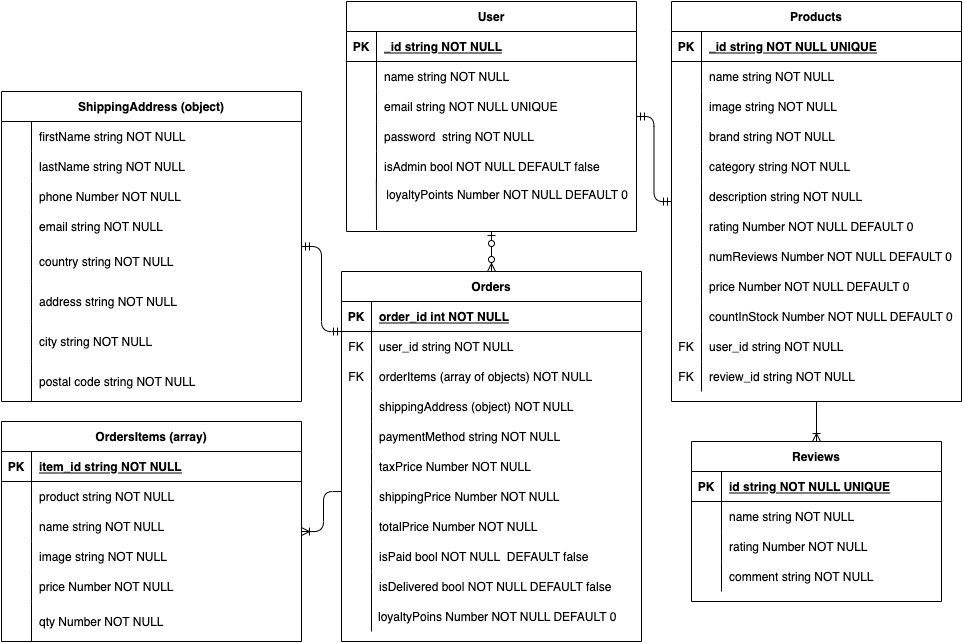 User
PK _id string NOT NULL
name string NOT NULL
email string NOT NULL UNIQUE
password string NOT NULL
isAdmin bool NOT NULL DEFAULT false
loyaltyPoints Number NOT NULL DEFAULT 0
Products
PK _id string NOT NULL UNIQUE
name string NOT NULL
image string NOT NULL
brand string NOT NULL
category string NOT NULL
description string NOT NULL
rating Number NOT NULL DEFAULT 0
numReviews Number NOT NULL DEFAULT 0
price Number NOT NULL DEFAULT 0
countInStock Number NOT NULL DEFAULT 0
FK user_id string NOT NULL
FK review_id string NOT NULL
ShippingAddress (object)
firstName string NOT NULL
lastName string NOT NULL
phone Number NOT NULL
email string NOT NULL
country string NOT NULL
address string NOT NULL
city string NOT NULL
postal code string NOT NULL
Orders
PK order_id int NOT NULL
FK user_id string NOT NULL
FK orderItems (array of objects) NOT NULL
shippingAddress (object) NOT NULL
paymentMethod string NOT NULL
taxPrice Number NOT NULL
shippingPrice Number NOT NULL
totalPrice Number NOT NULL
isPaid bool NOT NULL DEFAULT false
isDelivered bool NOT NULL DEFAULT false
loyaltyPoins Number NOT NULL DEFAULT 0
OrdersItems (array)
PK item_id string NOT NULL
product string NOT NULL
name string NOT NULL
image string NOT NULL
price Number NOT NULL
qty Number NOT NULL
Reviews
PK id string NOT NULL UNIQUE
name string NOT NULL
rating Number NOT NULL
comment string NOT NULL